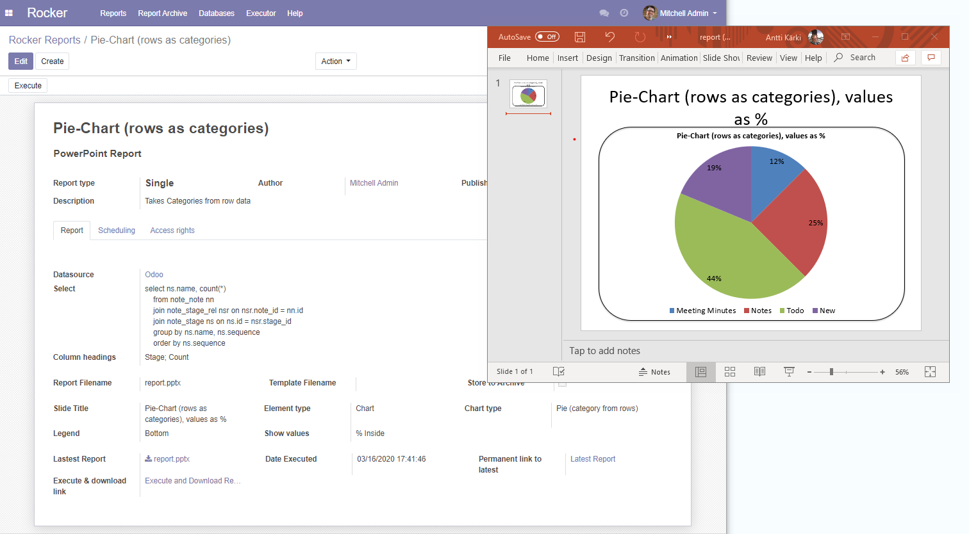 Rocker Reports Report Archive Databases Executor Help Mitchell Admin
Rocker Reports / Pie-Chart (rows as categories)
Edit Create Action
Execute
Pie-Chart (rows as categories)
PowerPoint Report
Report type Single Author Mitchell Admin Publish
Description Takes Categories from row data
Report Scheduling Access rights
Datasource Odoo
Select select ns.name, count(*)
from note_note nn
join note_stage_rel nsr on nsr.note_id = nn.id
join note_stage ns on ns.id = nsr.stage_id
group by ns.name, ns.sequence
order by ns.sequence
Column headings Stage; Count
Report Filename report.pptx Template Filename Store to Archive
Slide Title Pie-Chart (rows as
categories), values as %
Element type Chart Chart type Pie (category from rows)
Legend Bottom Show values % Inside
Lastest Report report.pptx Date Executed 03/16/2020 17:41:46 Permanent link to
latest
Latest Report
Execute & download
link
Execute and Download Re...
AutoSave Off report (... Antti Kärki
File Home Insert Design Transition Animation Slide Shov Review View Help Search
1
Pie-Chart (rows as categories), values
as %
Pie-Chart (rows as categories), values as %
12%
19%
25%
44%
Meeting Minutes Notes Todo New
Tap to add notes
Slide 1 of 1 Notes 56%